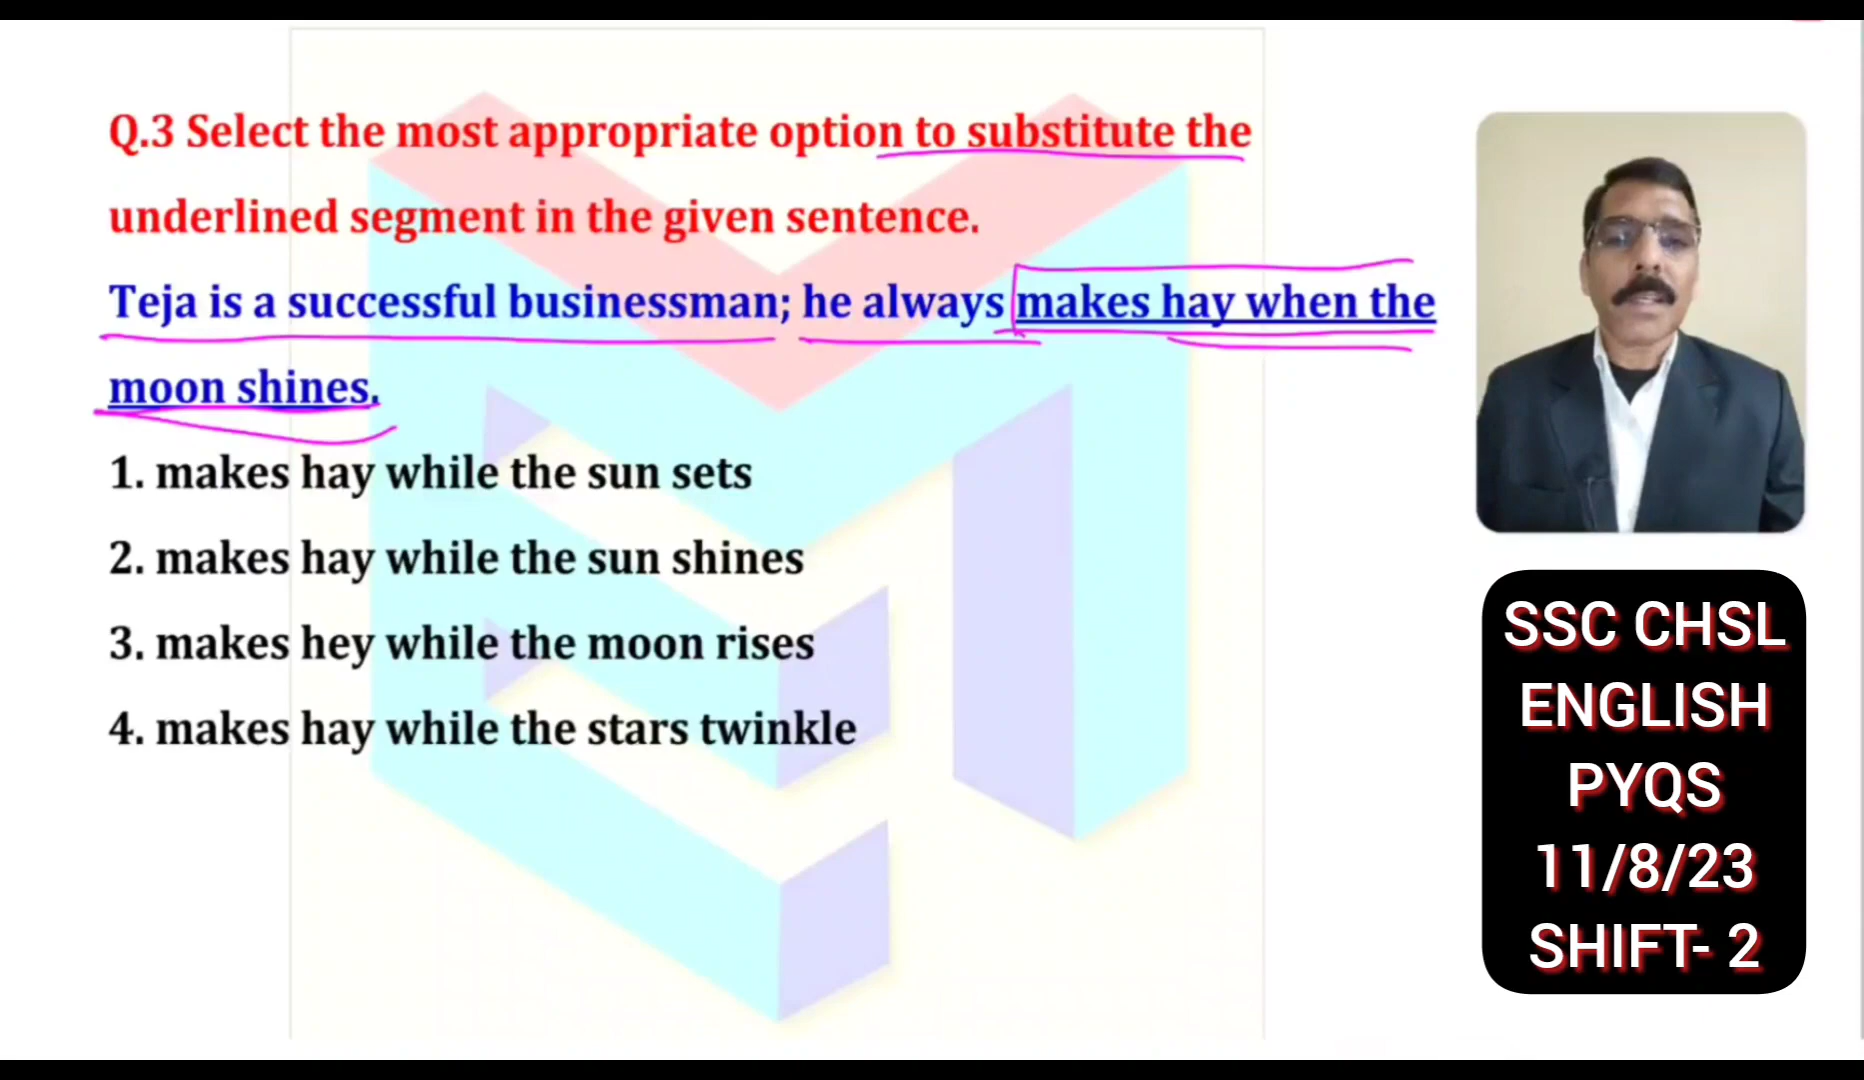 Q.3 Select the most appropriate option to substitute the
underlined segment in the given sentence.
Teja is a successful businessman; he always makes hay when the
moon shines.
1. makes hay while the sun sets
2. makes hay while the sun shines
3. makes hey while the moon rises
4. makes hay while the stars twinkle
SSC CHSL
ENGLISH
PYQS
11/8/23
SHIFT- 2